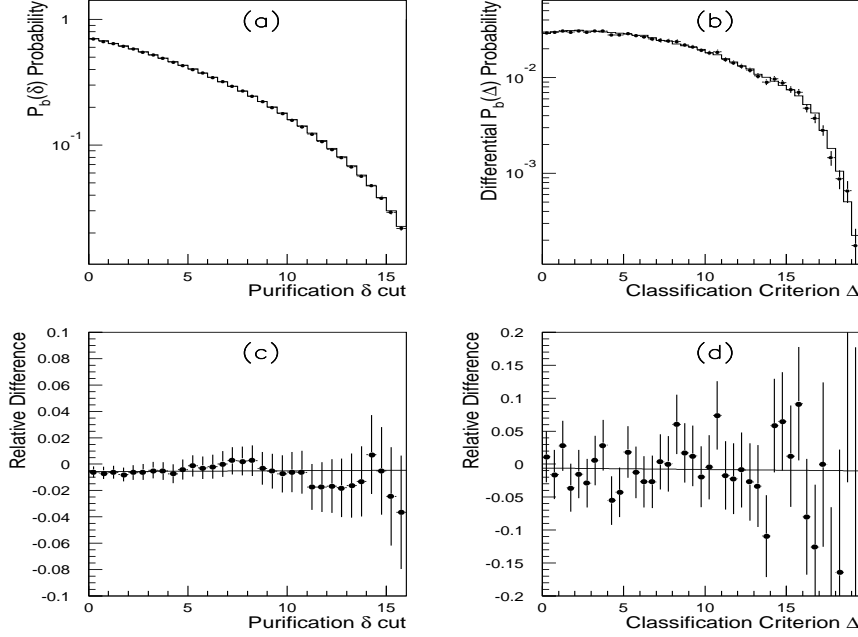 (a)
P_b(δ) Probability
1
10^-1
0 5 10 15
Purification δ cut
(b)
Differential P_b(Δ) Probability
10^-2
10^-3
0 5 10 15
Classification Criterion Δ
(c)
Relative Difference
0.1
0.08
0.06
0.04
0.02
0
-0.02
-0.04
-0.06
-0.08
-0.1
0 5 10 15
Purification δ cut
(d)
Relative Difference
0.2
0.15
0.1
0.05
0
-0.05
-0.1
-0.15
-0.2
0 5 10 15
Classification Criterion Δ